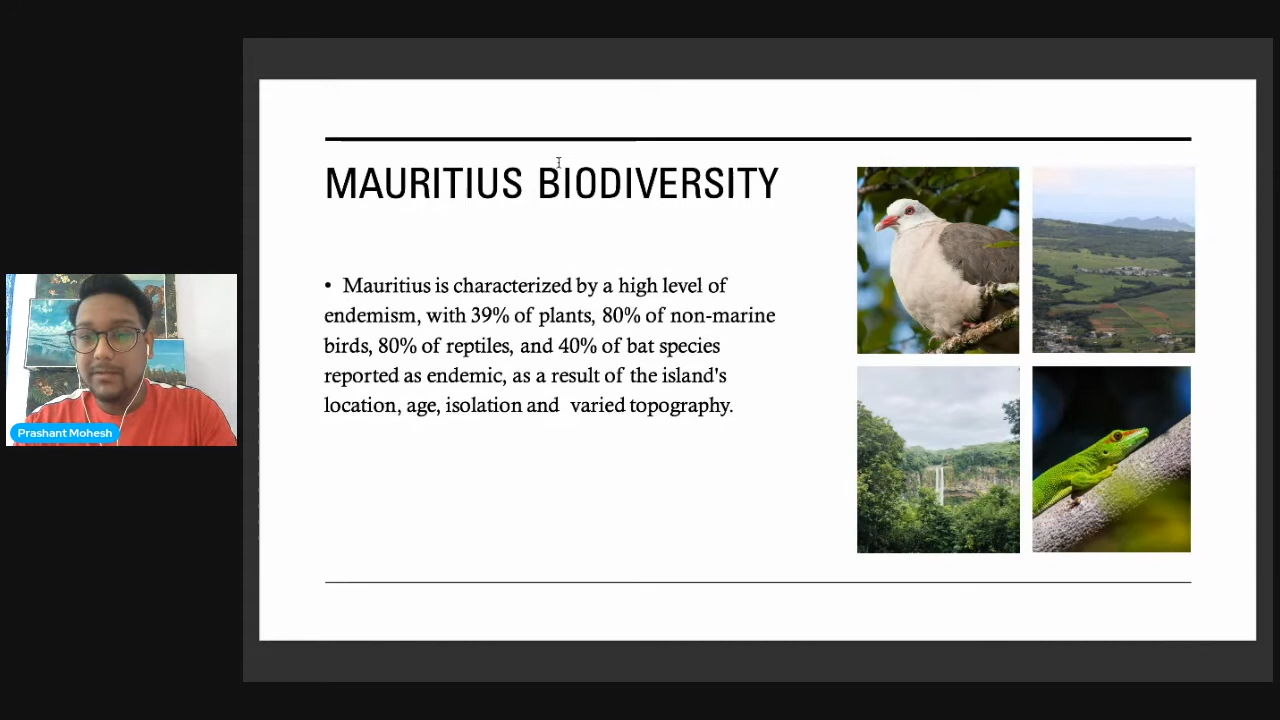 MAURITIUS BIODIVERSITY
• Mauritius is characterized by a high level of
endemism, with 39% of plants, 80% of non-marine
birds, 80% of reptiles, and 40% of bat species
reported as endemic, as a result of the island's
location, age, isolation and  varied topography.
Prashant Mohesh